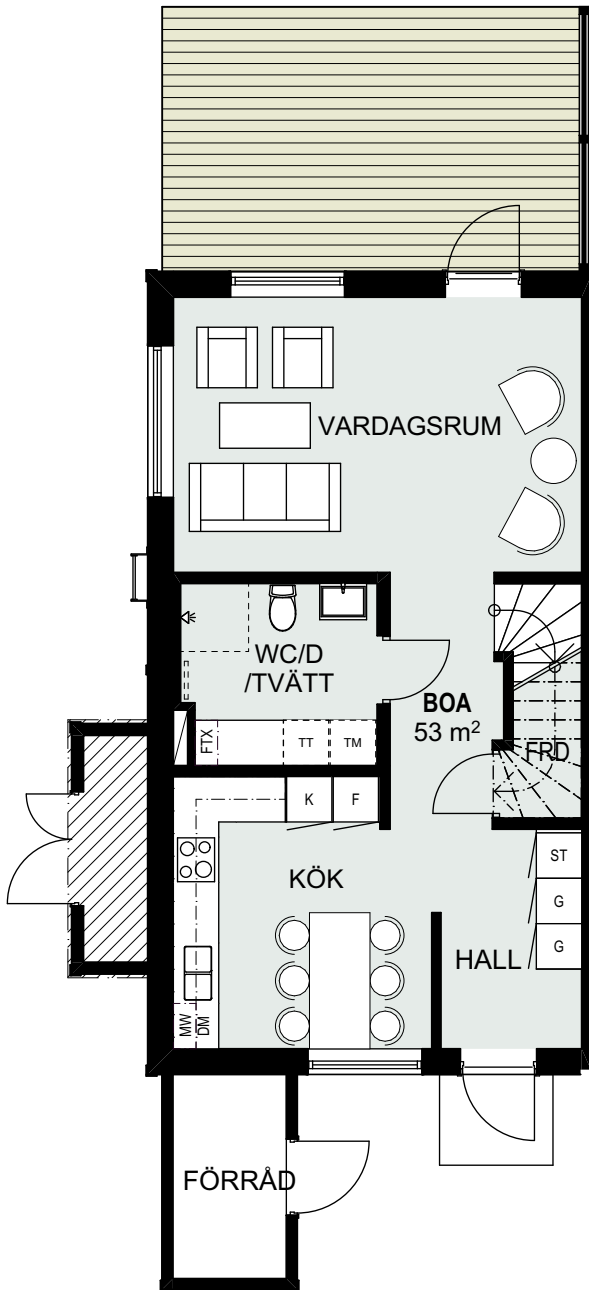 VARDAGSRUM
WC/D
/TVÄTT
BOA
53 m²
FTX
TT
TM
FRD
K
F
KÖK
ST
G
G
HALL
MW
DM
FÖRRÅD